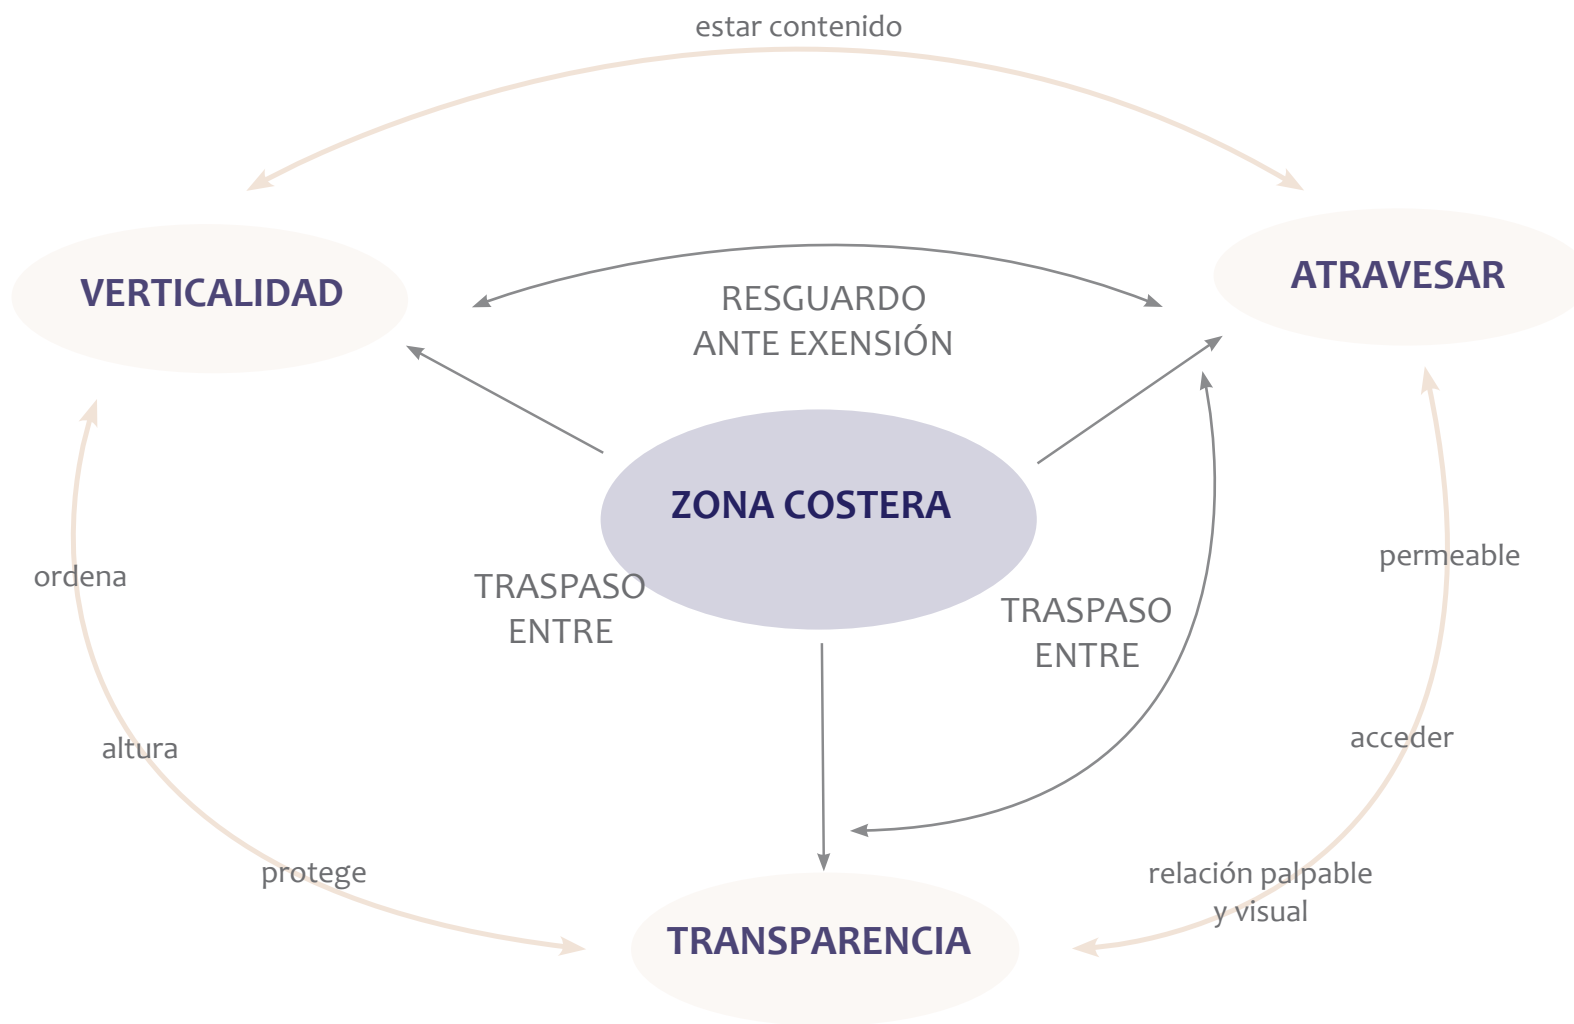 estar contenido
VERTICALIDAD
ATRAVESAR
RESGUARDO
ANTE EXENSIÓN
ZONA COSTERA
ordena
TRASPASO
ENTRE
TRASPASO
ENTRE
permeable
altura
acceder
protege
relación palpable
y visual
TRANSPARENCIA